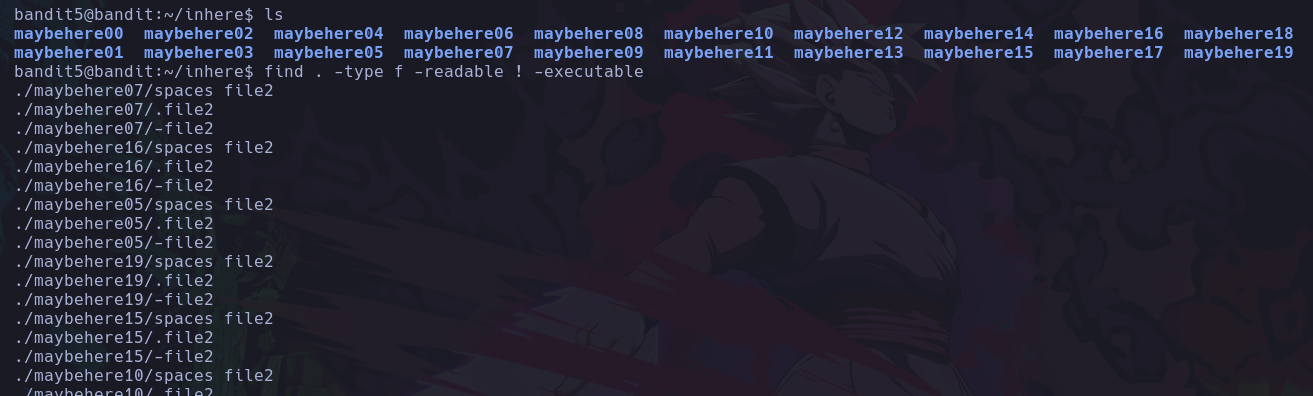 bandit5@bandit:~/inhere$ ls
maybehere00  maybehere02  maybehere04  maybehere06  maybehere08  maybehere10  maybehere12  maybehere14  maybehere16  maybehere18
maybehere01  maybehere03  maybehere05  maybehere07  maybehere09  maybehere11  maybehere13  maybehere15  maybehere17  maybehere19
bandit5@bandit:~/inhere$ find . -type f -readable ! -executable
./maybehere07/spaces file2
./maybehere07/.file2
./maybehere07/-file2
./maybehere16/spaces file2
./maybehere16/.file2
./maybehere16/-file2
./maybehere05/spaces file2
./maybehere05/.file2
./maybehere05/-file2
./maybehere19/spaces file2
./maybehere19/.file2
./maybehere19/-file2
./maybehere15/spaces file2
./maybehere15/.file2
./maybehere15/-file2
./maybehere10/spaces file2
./maybehere10/.file2